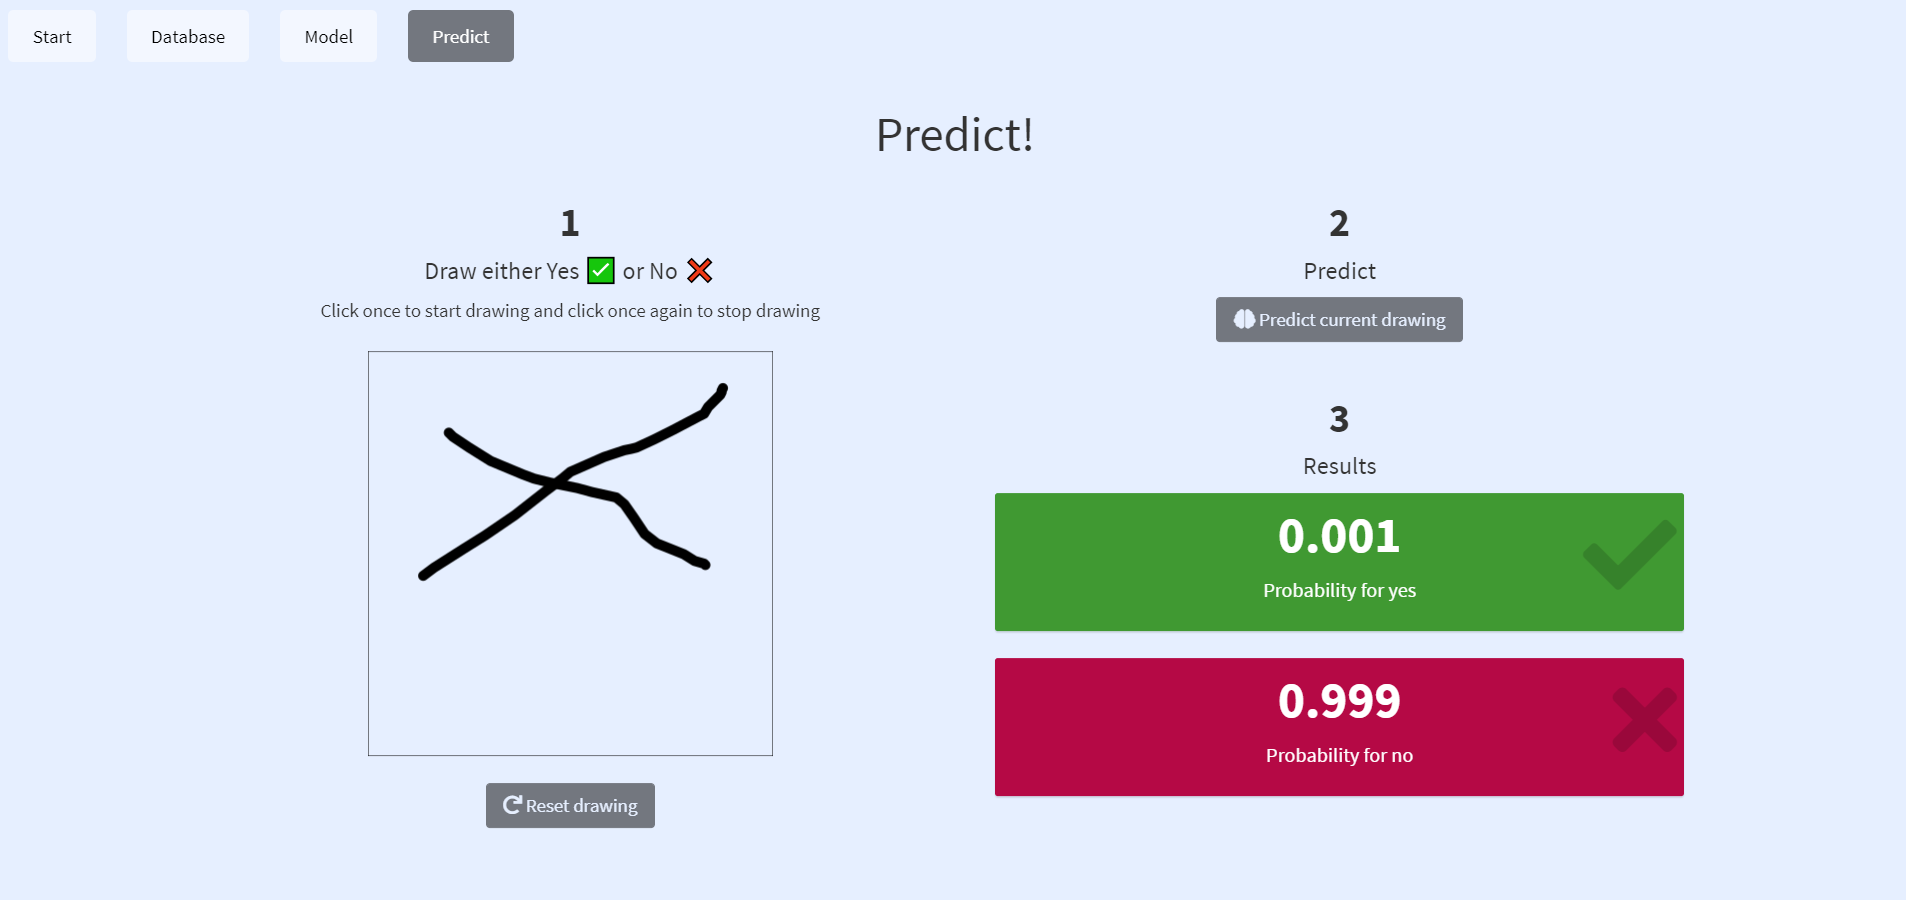 Start Database Model Predict
Predict!
1
Draw either Yes ✅ or No ❌
Click once to start drawing and click once again to stop drawing
Reset drawing
2
Predict
Predict current drawing
3
Results
0.001
Probability for yes
0.999
Probability for no